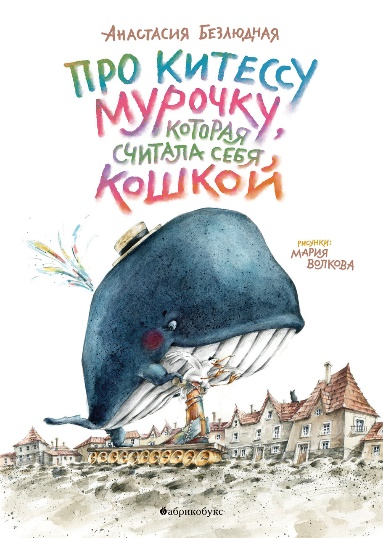 Анастасия Безлюдная
ПРО КИТЕССУ
МУРОЧКУ,
КОТОРАЯ
СЧИТАЛА СЕБЯ
КОШКОЙ
РИСУНКИ:
МАРИЯ
ВОЛКОВА
Фабрикобукс